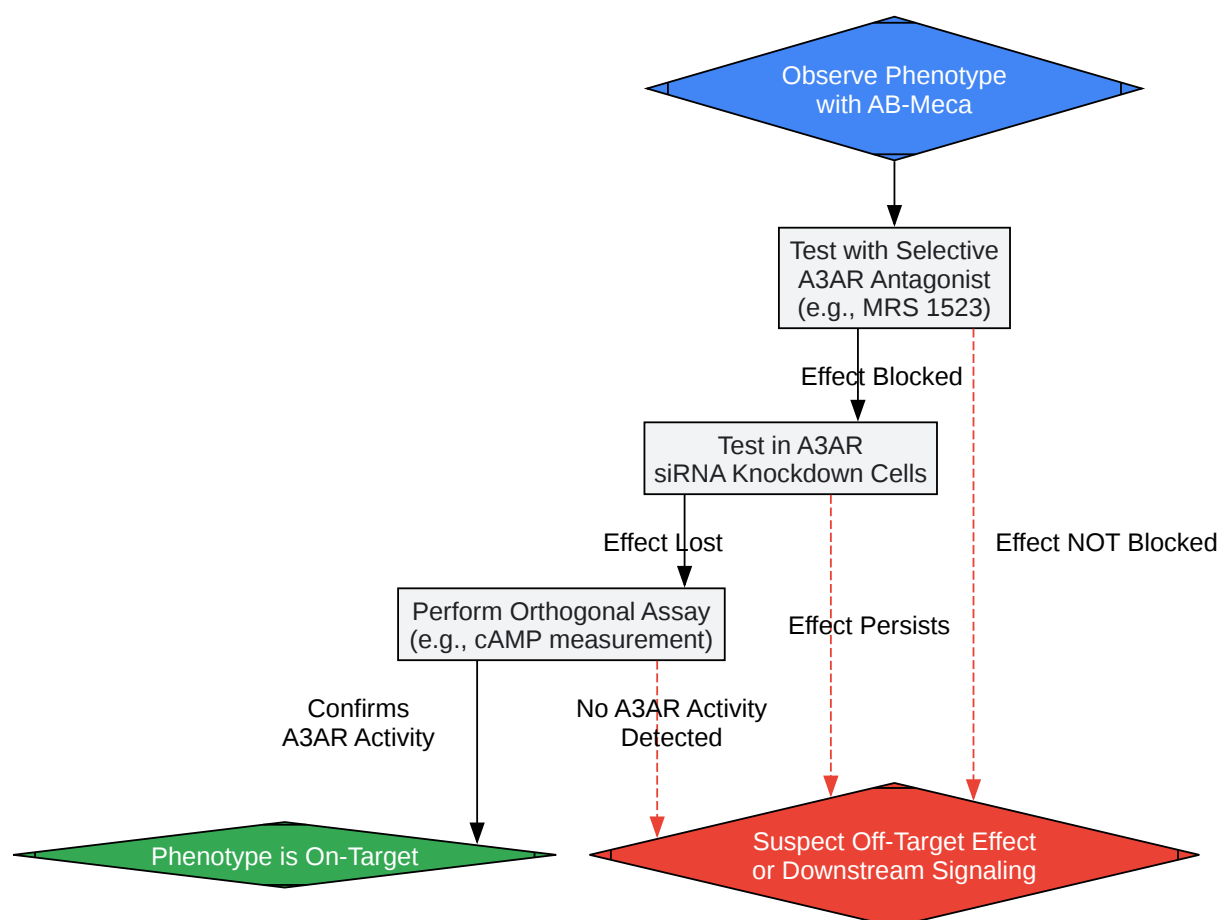 Observe Phenotype
with AB-Meca
Test with Selective
A3AR Antagonist
(e.g., MRS 1523)
Effect Blocked
Test in A3AR
siRNA Knockdown Cells
Effect Lost
Effect NOT Blocked
Perform Orthogonal Assay
(e.g., cAMP measurement)
Effect Persists
Confirms
A3AR Activity
No A3AR Activity
Detected
Phenotype is On-Target
Suspect Off-Target Effect
or Downstream Signaling